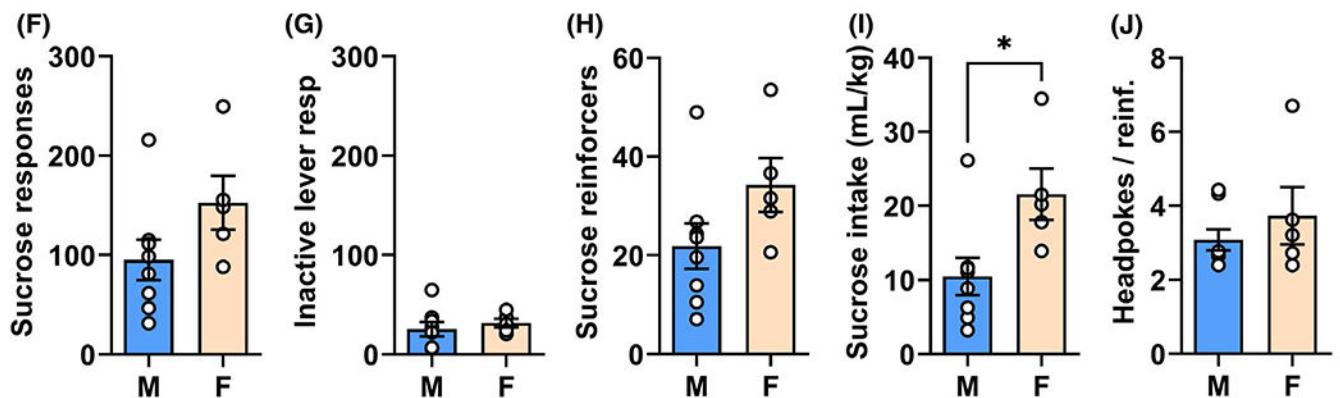 (F)
Sucrose responses
300
200
100
0
M F
(G)
Inactive lever resp
300
200
100
0
M F
(H)
Sucrose reinforcers
60
40
20
0
M F
(I)
Sucrose intake (mL/kg)
40
30
20
10
0
*
M F
(J)
Headpokes / reinf.
8
6
4
2
0
M F